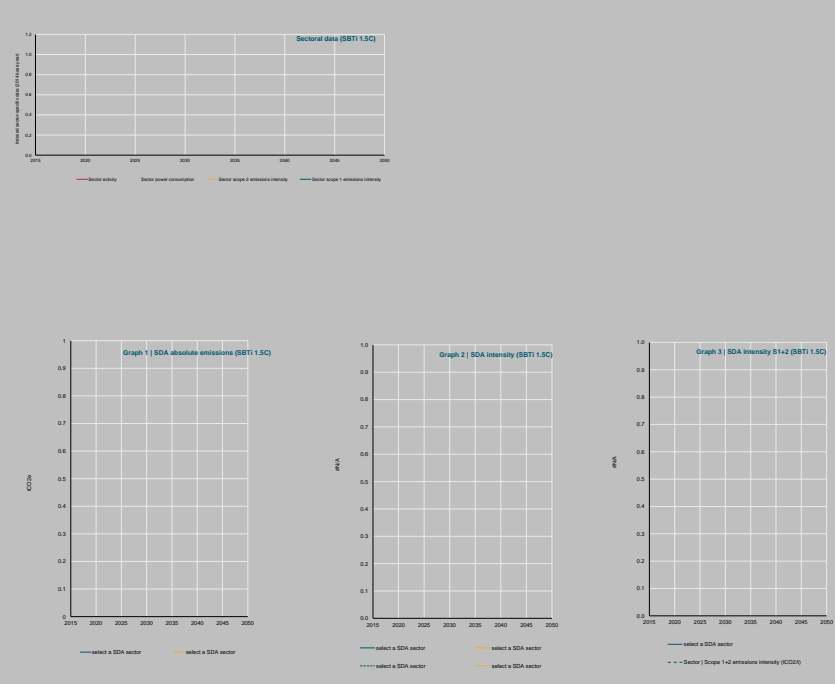 Sectoral data (SBTi 1.5C)
1.2
1.0
0.8
0.6
0.4
0.2
0.0
2015 2020 2025 2030 2035 2040 2045 2050
Sector activity Sector power consumption Sector scope 2 emissions intensity Sector scope 1 emissions intensity
Graph 1 | SDA absolute emissions (SBTi 1.5C)
tCO2e
1
0.9
0.8
0.7
0.6
0.5
0.4
0.3
0.2
0.1
0
2015 2020 2025 2030 2035 2040 2045 2050
select a SDA sector select a SDA sector
Graph 2 | SDA intensity (SBTi 1.5C)
#N/A
1.0
0.9
0.8
0.7
0.6
0.5
0.4
0.3
0.2
0.1
0.0
2015 2020 2025 2030 2035 2040 2045 2050
select a SDA sector select a SDA sector
select a SDA sector select a SDA sector
Graph 3 | SDA intensity S1+2 (SBTi 1.5C)
#N/A
1.0
0.9
0.8
0.7
0.6
0.5
0.4
0.3
0.2
0.1
0.0
2015 2020 2025 2030 2035 2040 2045 2050
select a SDA sector
Sector | Scope 1+2 emissions intensity (tCO2/t)